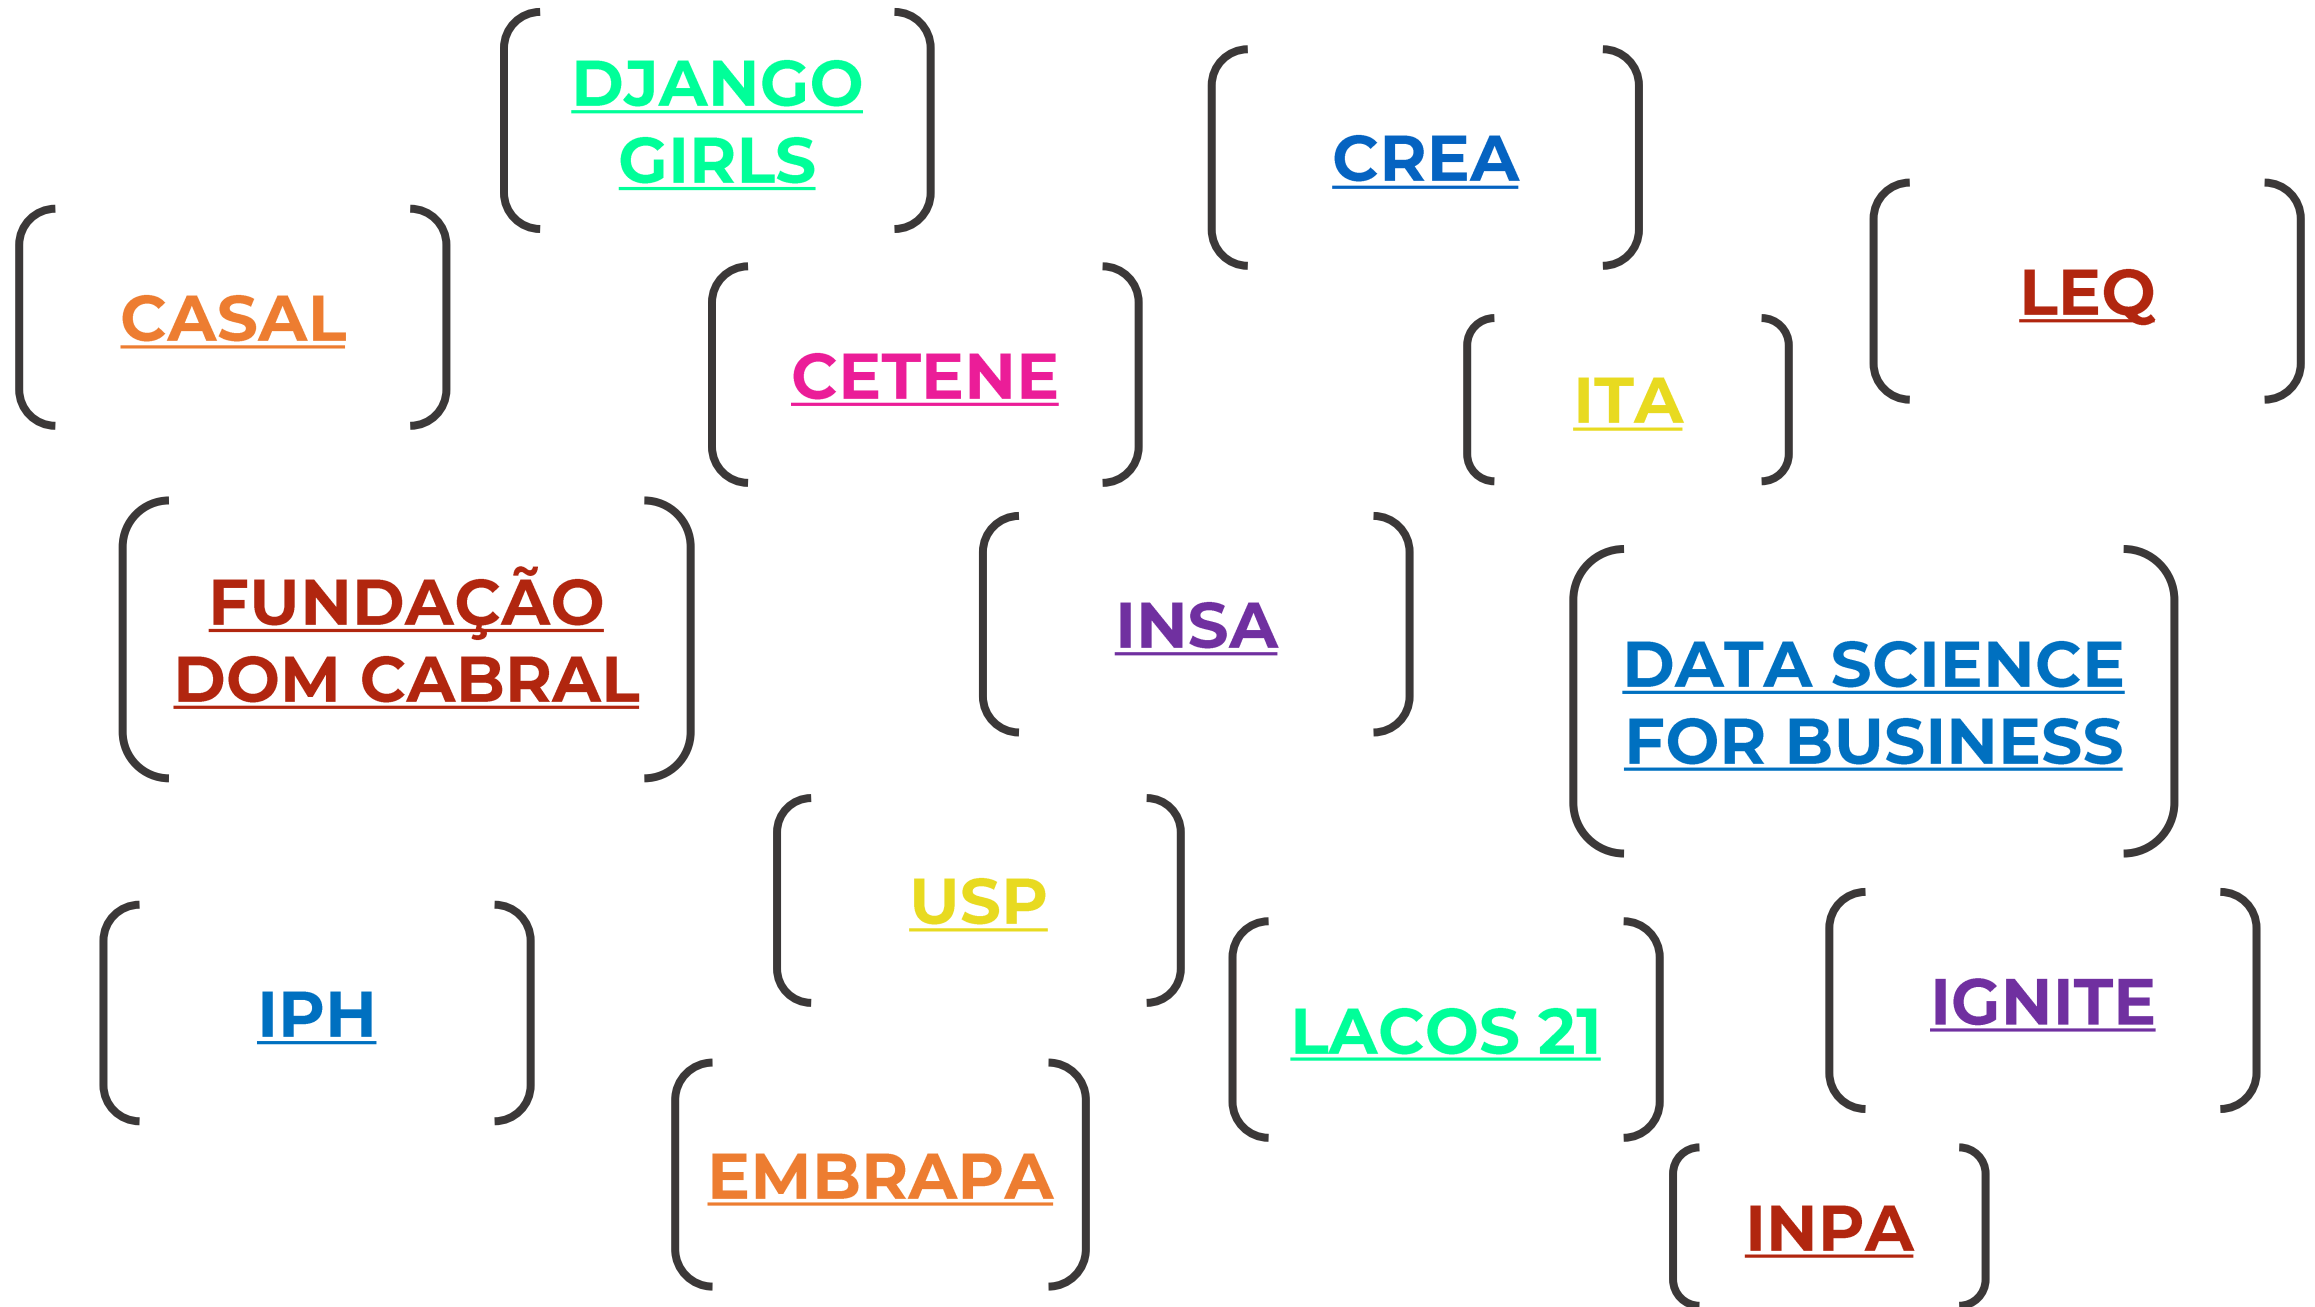 DJANGO
GIRLS
CREA
LEQ
CASAL
CETENE
ITA
FUNDAÇÃO
DOM CABRAL
INSA
DATA SCIENCE
FOR BUSINESS
USP
IPH
LACOS 21
IGNITE
EMBRAPA
INPA